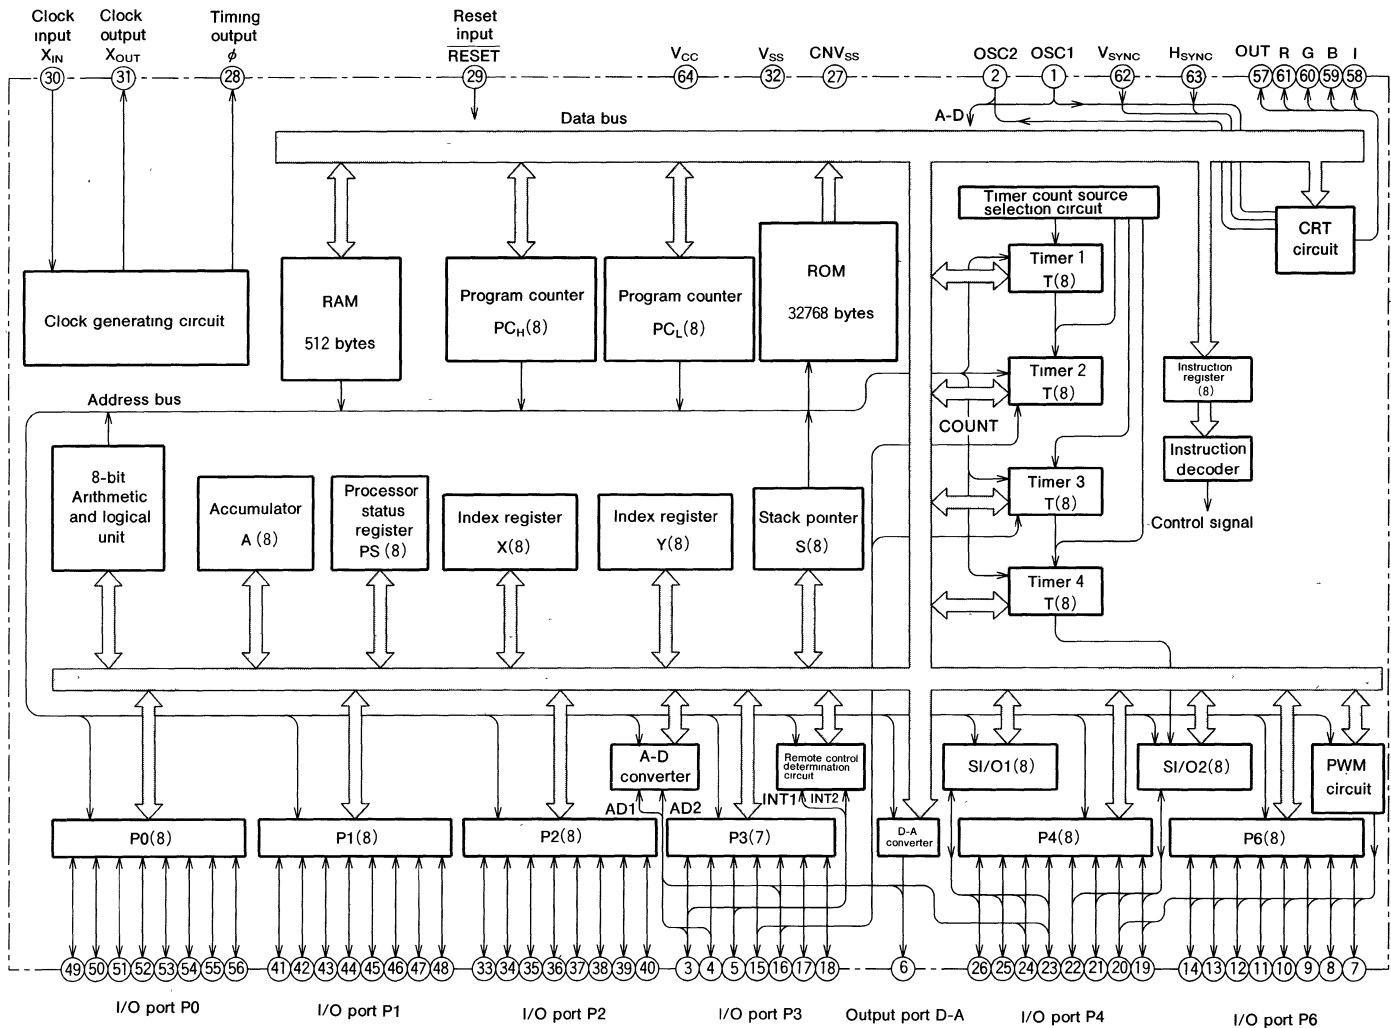 Clock
input
XIN
30
Clock
output
XOUT
31
Timing
output
ϕ
28
Reset
input
RESET
29
VCC
64
VSS
32
CNVSS
27
OSC2
2
OSC1
1
VSYNC
62
HSYNC
63
OUT R G B I
57 61 60 59 58
A-D
Data bus
Timer count source
selection circuit
CRT
circuit
Clock generating circuit
RAM
512 bytes
Program counter
PCH(8)
Program counter
PCL(8)
ROM
32768 bytes
Timer 1
T(8)
Timer 2
T(8)
Instruction
register
(8)
Address bus
COUNT
8-bit
Arithmetic
and logical
unit
Accumulator
A (8)
Processor
status
register
PS (8)
Index register
X(8)
Index register
Y(8)
Stack pointer
S(8)
Timer 3
T(8)
Instruction
decoder
Control signal
Timer 4
T(8)
A-D
converter
Remote control
determination
circuit
SI/O1(8)
SI/O2(8)
PWM
circuit
AD1
AD2
INT1
INT2
P0(8)
P1(8)
P2(8)
P3(7)
D-A
converter
P4(8)
P6(8)
49 50 51 52 53 54 55 56
41 42 43 44 45 46 47 48
33 34 35 36 37 38 39 40
3 4 5 15 16 17 18
6
26 25 24 23 22 21 20 19
14 13 12 11 10 9 8 7
I/O port P0
I/O port P1
I/O port P2
I/O port P3
Output port D-A
I/O port P4
I/O port P6